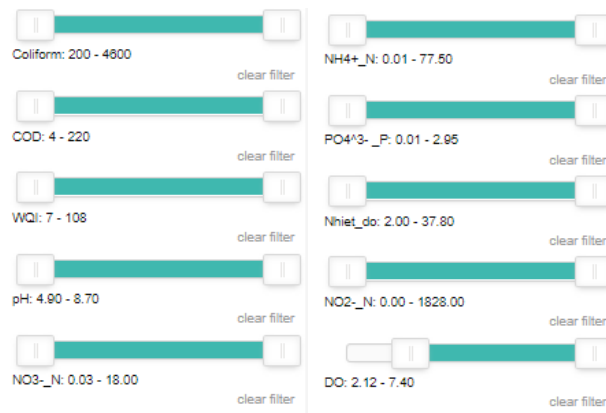 Coliform: 200 - 4600
clear filter
COD: 4 - 220
clear filter
WQI: 7 - 108
clear filter
pH: 4.90 - 8.70
clear filter
NO3-_N: 0.03 - 18.00
clear filter
NH4+_N: 0.01 - 77.50
clear filter
PO4^3-_P: 0.01 - 2.95
clear filter
Nhiet_do: 2.00 - 37.80
clear filter
NO2-_N: 0.00 - 1828.00
clear filter
DO: 2.12 - 7.40
clear filter